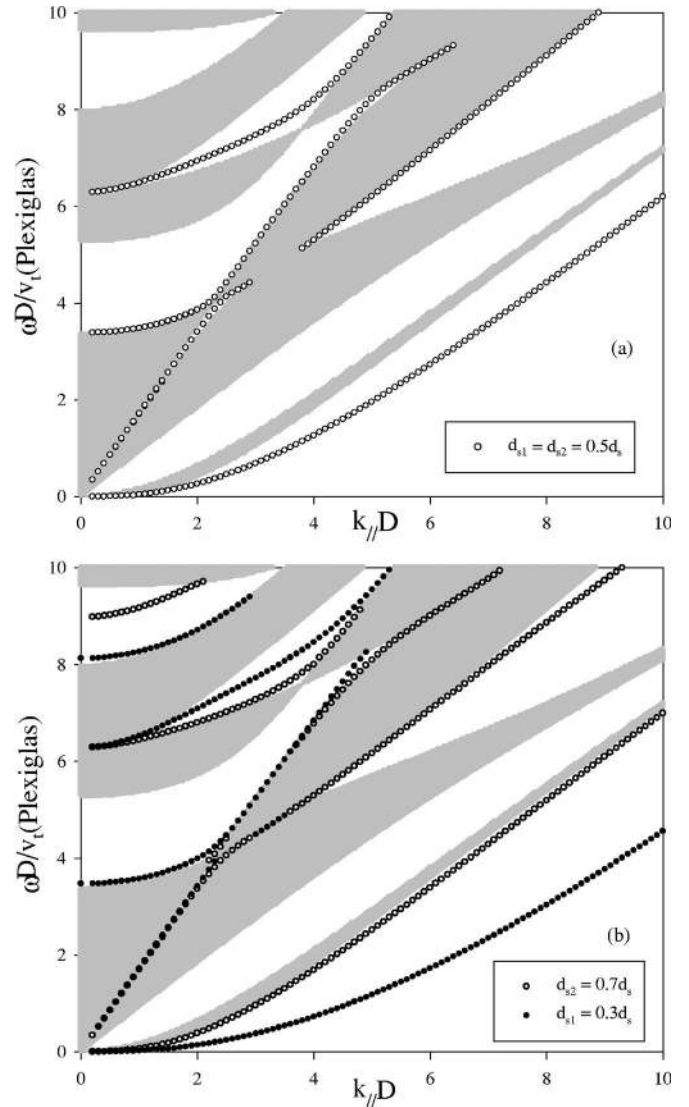 10
8
6
4
2
0
ωD/vₜ(Plexiglas)
(a)
○ d_s1 = d_s2 = 0.5d_s
0 2 4 6 8 10
k_//D
10
8
6
4
2
0
ωD/vₜ(Plexiglas)
(b)
○ d_s2 = 0.7d_s
● d_s1 = 0.3d_s
0 2 4 6 8 10
k_//D